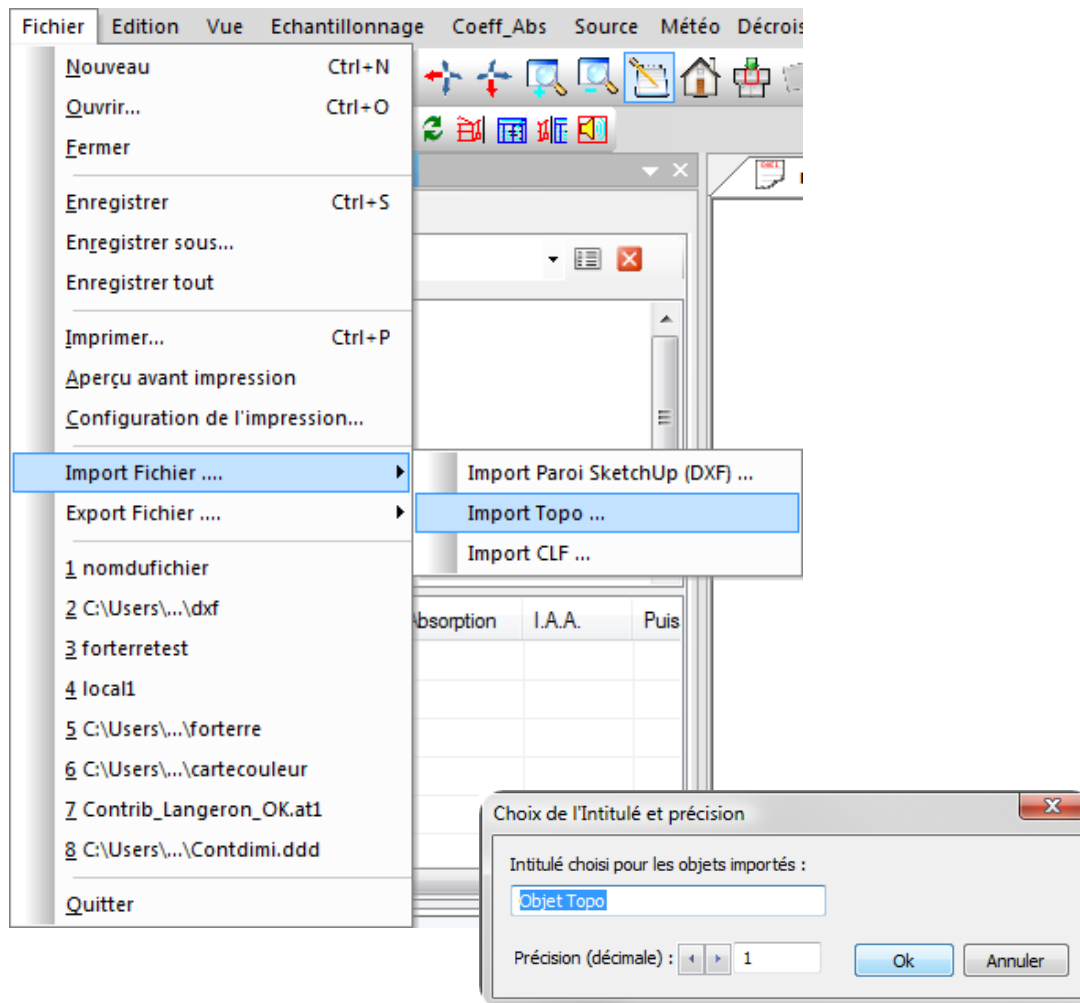 Fichier Edition Vue Echantillonnage Coeff_Abs Source Météo
Nouveau Ctrl+N
Ouvrir... Ctrl+O
Fermer
Enregistrer Ctrl+S
Enregistrer sous...
Enregistrer tout
Imprimer... Ctrl+P
Aperçu avant impression
Configuration de l'impression...
Import Fichier ....
Export Fichier ....
1 nomdufichier
2 C:\Users\...\dxf
3 forterretest
4 local1
5 C:\Users\...\forterre
6 C:\Users\...\cartecouleur
7 Contrib_Langeron_OK.at1
8 C:\Users\...\Contdimi.ddd
Quitter
Import Paroi SketchUp (DXF) ...
Import Topo ...
Import CLF ...
Absorption I.A.A. Puis
Choix de l'Intitulé et précision
Intitulé choisi pour les objets importés :
Objet Topo
Précision (décimale) : 1 Ok Annuler